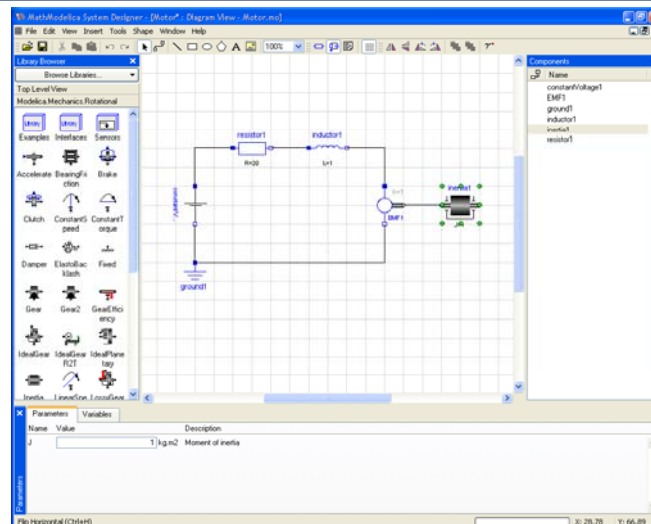 MathModelica System Designer - [Motor* : Diagram View - Motor.mo]
File Edit View Insert Tools Shape Window Help
100%
Library Browser
Browse Libraries...
Top Level View
Modelica.Mechanics.Rotational
Library Library
Examples Interfaces Sensors
Accelerate BearingFriction Brake
Clutch ConstantSpeed ConstantTorque
Damper ElastoBacklash Fixed
Gear Gear2 GearEfficiency
IdealGear IdealGearR2T IdealPlanetary
Inertia LinearSpe LossyGear
resistor1 inductor1
L=1
inertia1
EMF1
ground1
Components
Name
constantVoltage1
EMF1
ground1
inductor1
inertia1
resistor1
Parameters Variables
Name Value Description
J 1 kg.m2 Moment of inertia
Parameters
Flip Horizontal (Ctrl+H)
X: 28.78 Y: 66.89